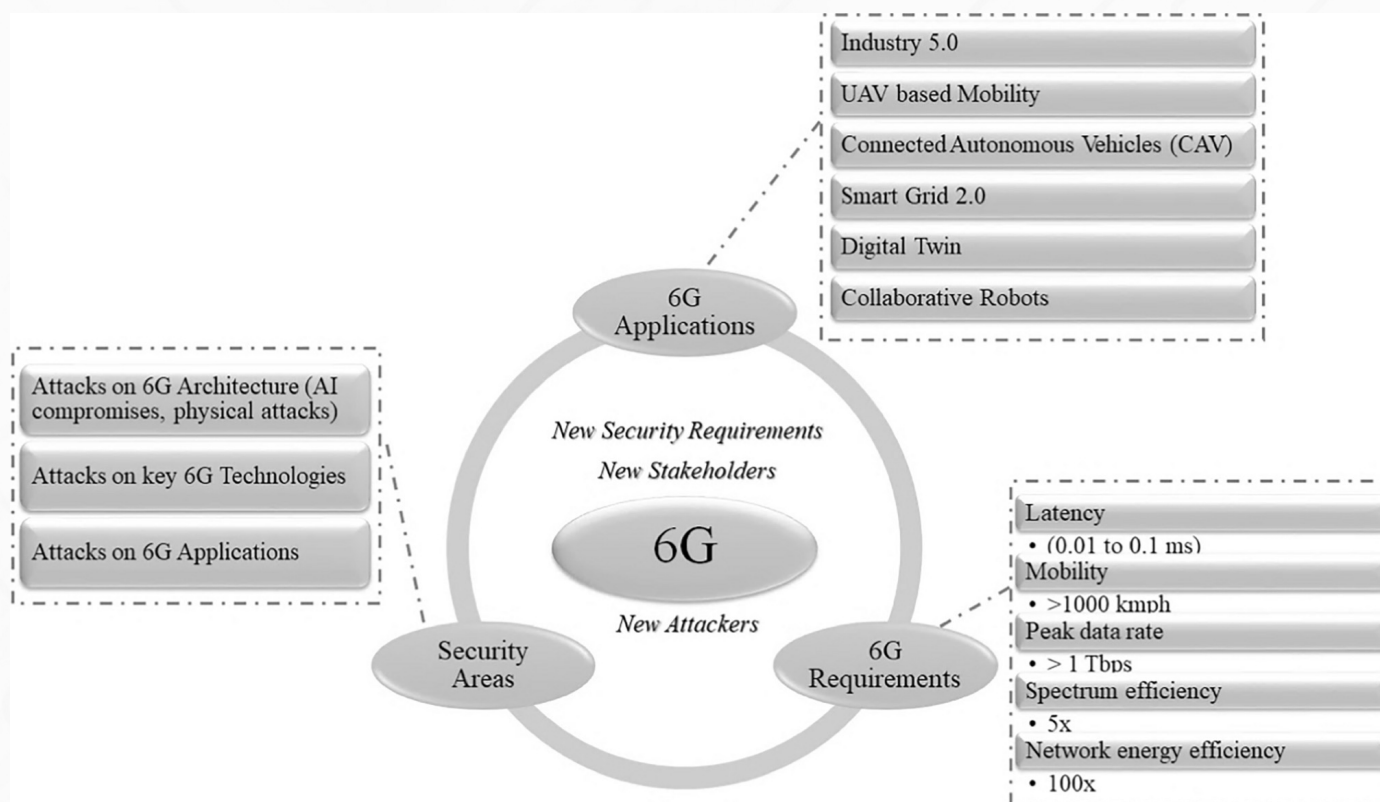 Industry 5.0
UAV based Mobility
Connected Autonomous Vehicles (CAV)
Smart Grid 2.0
Digital Twin
Collaborative Robots
6G
Applications
Attacks on 6G Architecture (AI
compromises, physical attacks)
Attacks on key 6G Technologies
Attacks on 6G Applications
New Security Requirements
New Stakeholders
6G
New Attackers
Security
Areas
6G
Requirements
Latency
• (0.01 to 0.1 ms)
Mobility
• >1000 kmph
Peak data rate
• > 1 Tbps
Spectrum efficiency
• 5x
Network energy efficiency
• 100x